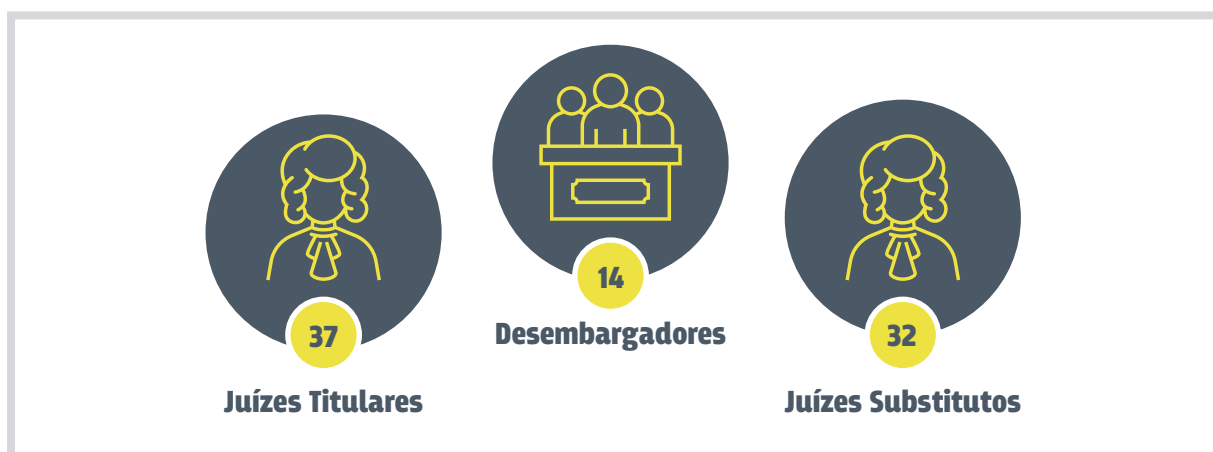 37
Juízes Titulares
14
Desembargadores
32
Juízes Substitutos